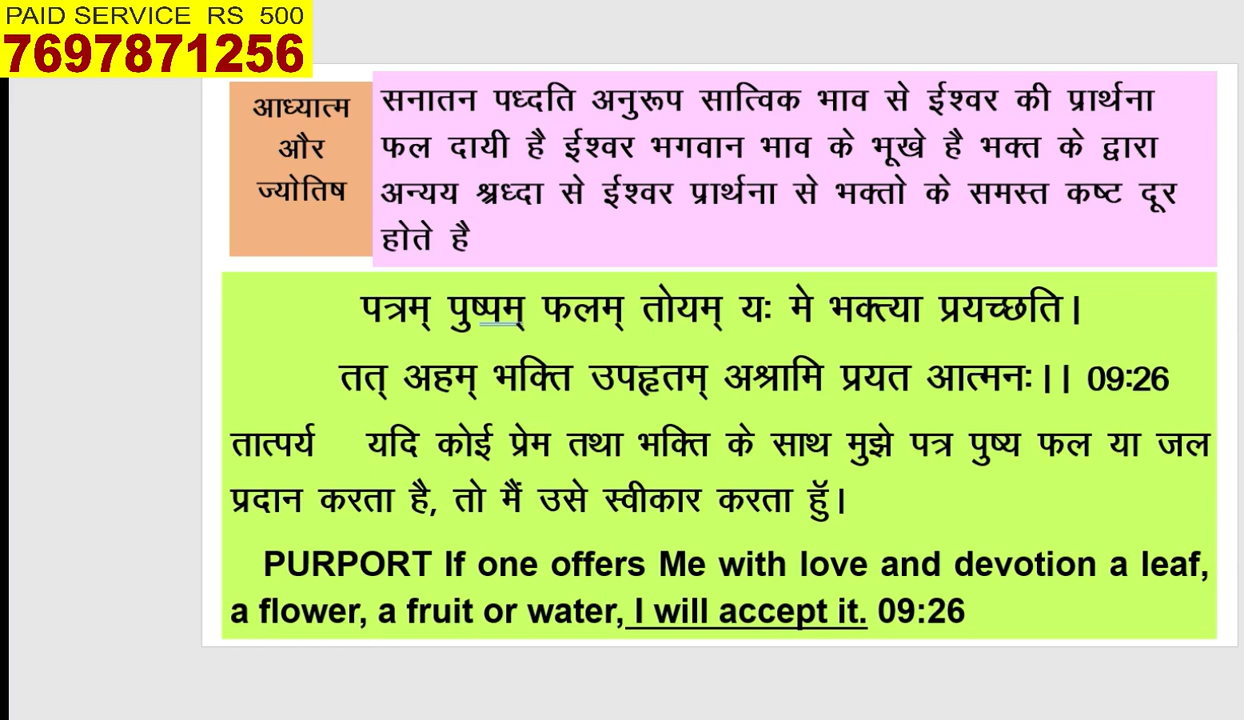 PAID SERVICE RS 500
7697871256
आध्यात्म
और
ज्योतिष
सनातन पध्दति अनुरूप सात्विक भाव से ईश्वर की प्रार्थना
फल दायी है ईश्वर भगवान भाव के भूखे है भक्त के द्वारा
अन्यय श्रध्दा से ईश्वर प्रार्थना से भक्तो के समस्त कष्ट दूर
होते है
पत्रम् पुष्पम् फलम् तोयम् यः मे भक्त्या प्रयच्छति।
तत् अहम् भक्ति उपहृतम् अश्रामि प्रयत आत्मनः।। 09:26
तात्पर्य यदि कोई प्रेम तथा भक्ति के साथ मुझे पत्र पुष्य फल या जल
प्रदान करता है, तो मैं उसे स्वीकार करता हुॅ।
PURPORT If one offers Me with love and devotion a leaf,
a flower, a fruit or water, I will accept it. 09:26